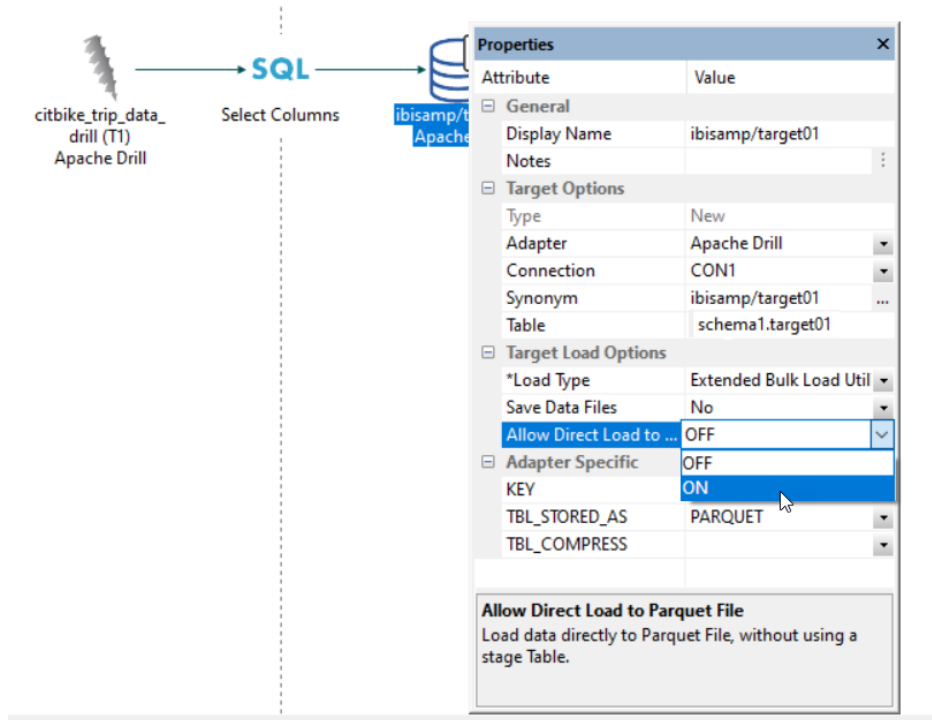 citbike_trip_data_
drill (T1)
Apache Drill
SQL
Select Columns
ibisamp/t
Apache
Properties
Attribute Value
General
Display Name ibisamp/target01
Notes
Target Options
Type New
Adapter Apache Drill
Connection CON1
Synonym ibisamp/target01 ...
Table schema1.target01
Target Load Options
*Load Type Extended Bulk Load Util
Save Data Files No
Allow Direct Load to ... OFF
OFF
ON
Adapter Specific
KEY
TBL_STORED_AS PARQUET
TBL_COMPRESS
Allow Direct Load to Parquet File
Load data directly to Parquet File, without using a
stage Table.